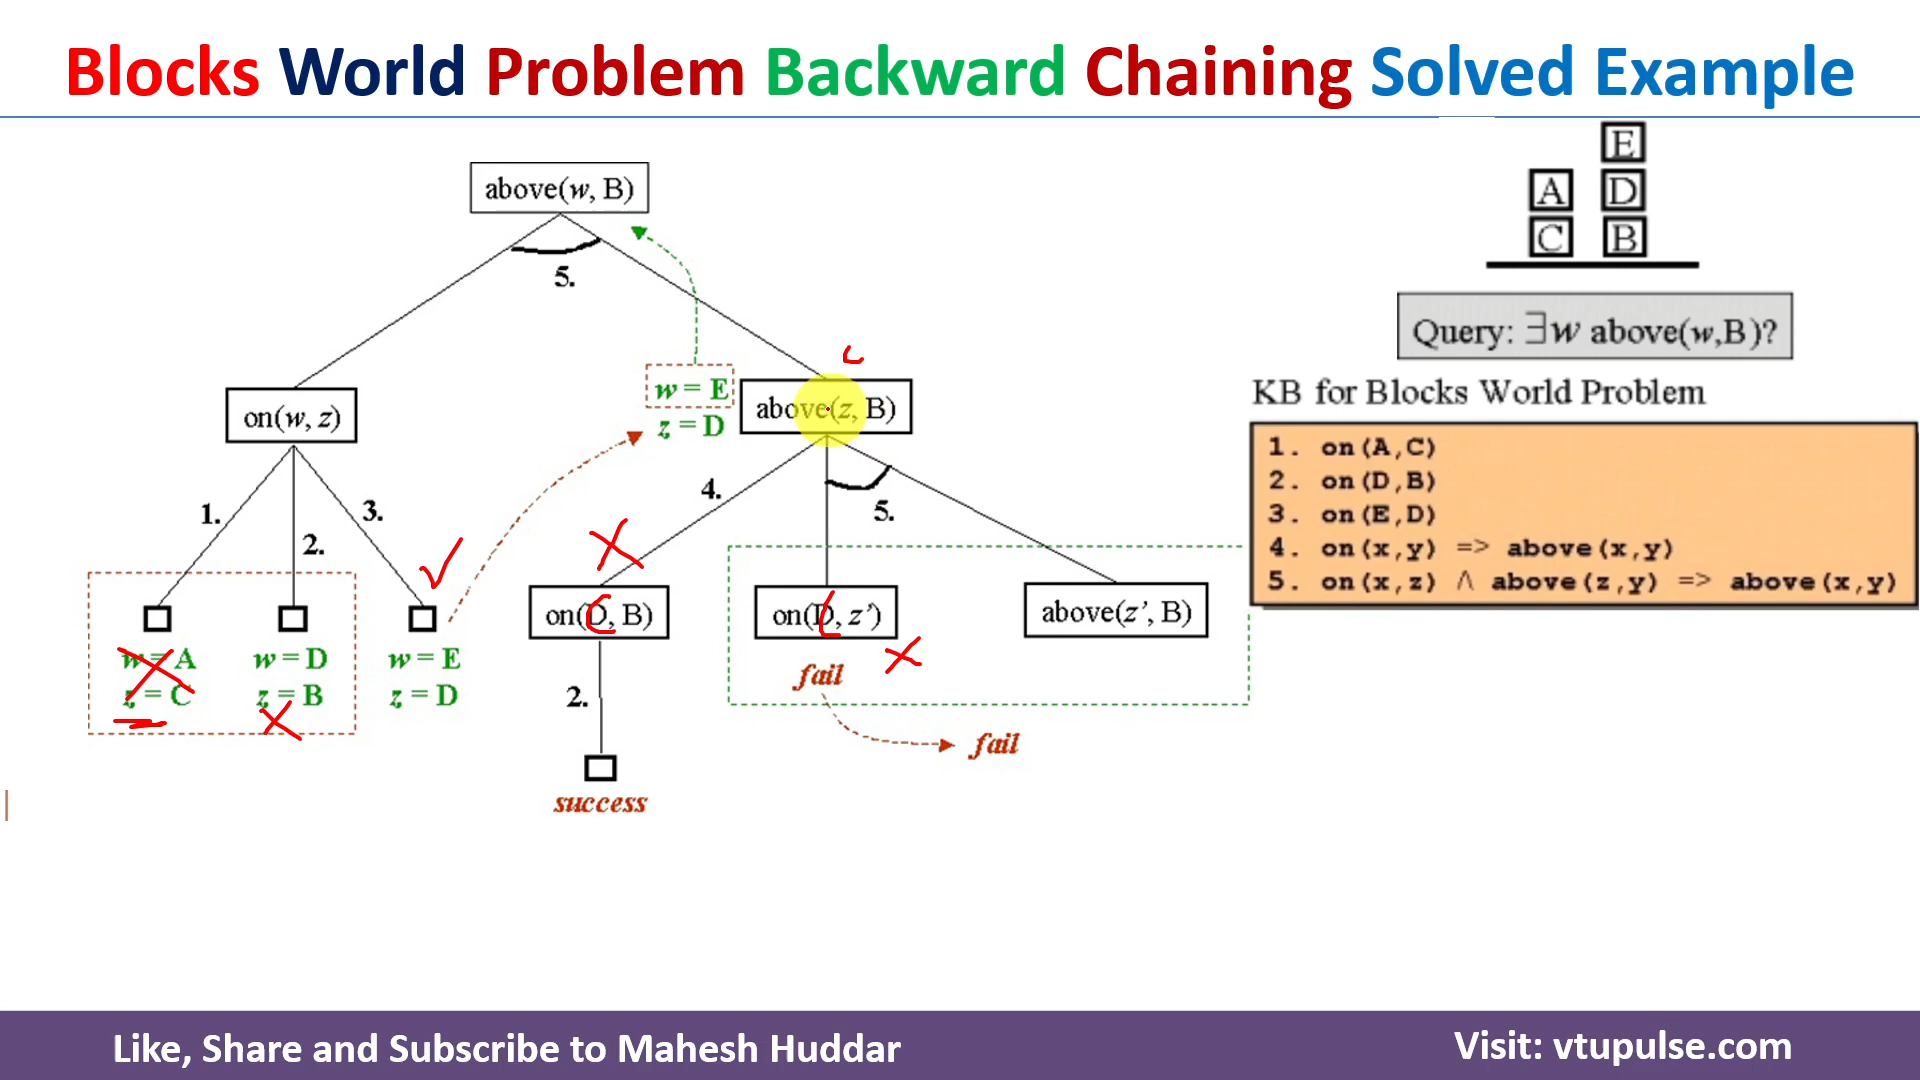 Blocks World Problem Backward Chaining Solved Example
E
A D
C B
above(w, B)
5.
Query: ∃w above(w,B)?
KB for Blocks World Problem
on(w, z)
w = E
z = D
above(z, B)
1. on(A,C)
2. on(D,B)
3. on(E,D)
4. on(x,y) => above(x,y)
5. on(x,z) ∧ above(z,y) => above(x,y)
1.
2.
3.
4.
5.
on(D, B)
on(D, z’)
above(z’, B)
w = A
z = C
w = D
z = B
w = E
z = D
fail
2.
fail
success
Like, Share and Subscribe to Mahesh Huddar
Visit: vtupulse.com